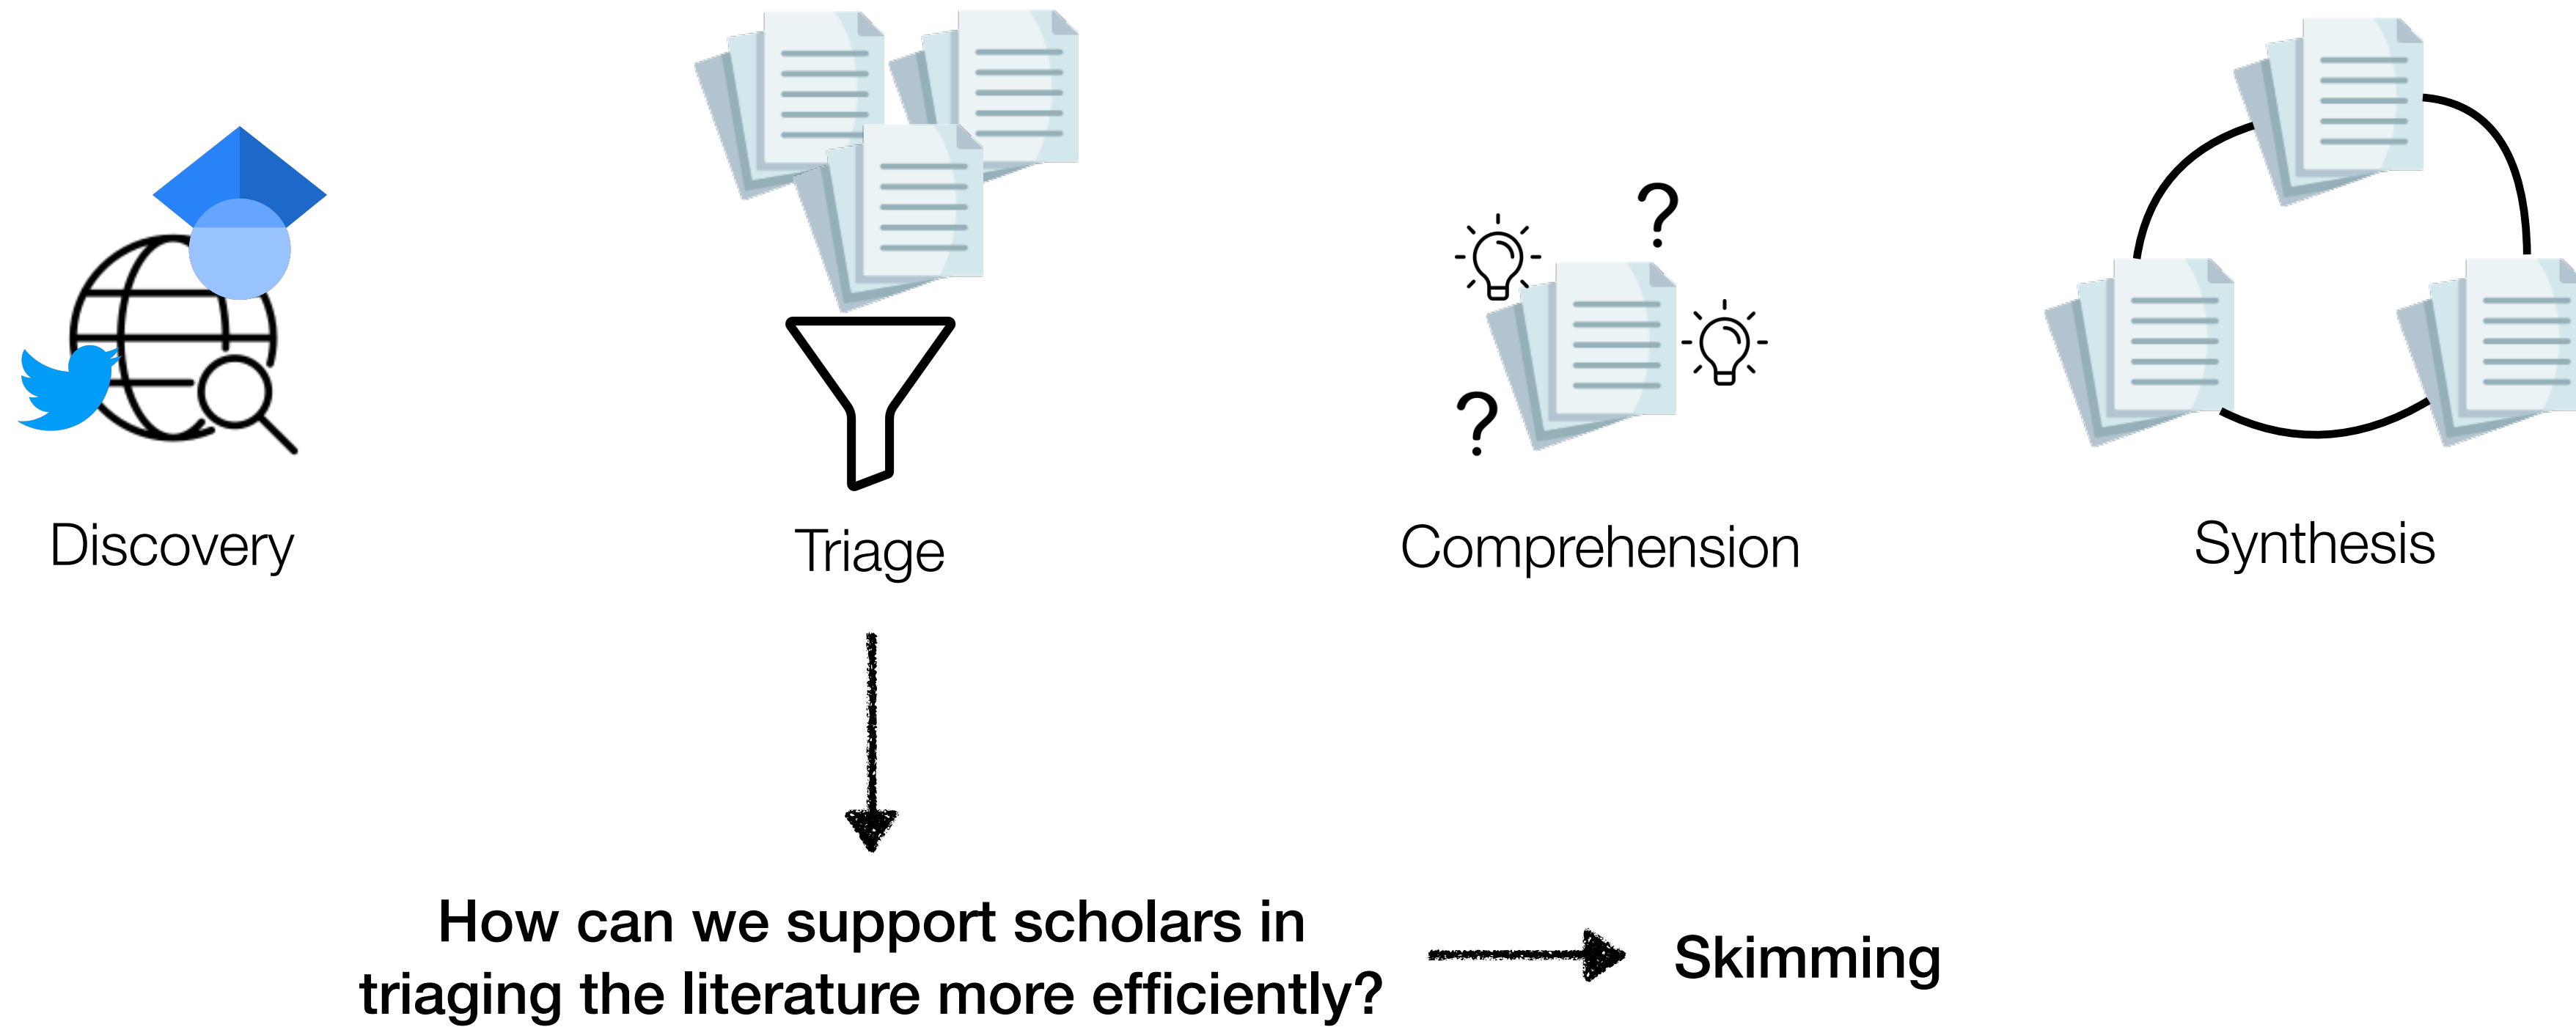 ?
?
Discovery
Triage
Comprehension
Synthesis
How can we support scholars in
triaging the literature more efficiently?
Skimming